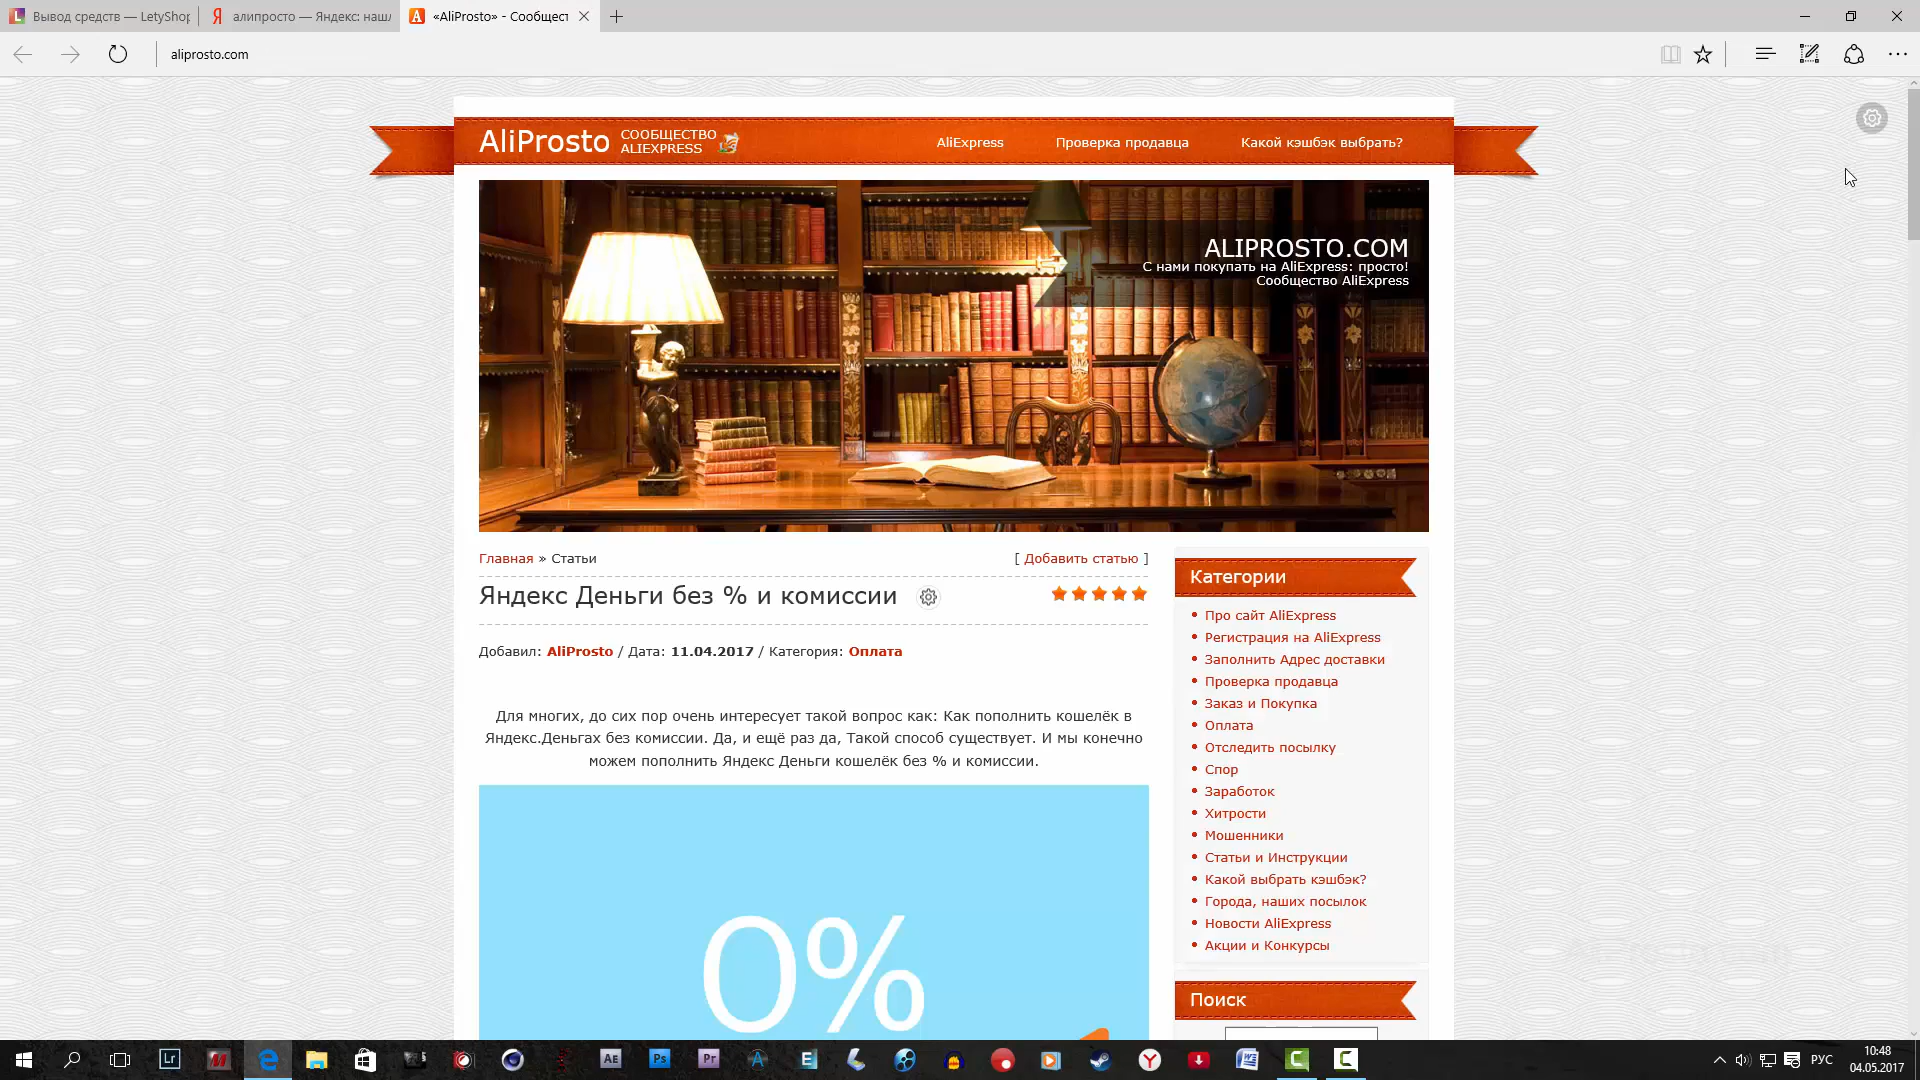 Вывод средств — LetyShop
алипросто — Яндекс: наш
«AliProsto» - Сообщест
aliprosto.com
AliProsto
СООБЩЕСТВО
ALIEXPRESS
AliExpress
Проверка продавца
Какой кэшбэк выбрать?
ALIPROSTO.COM
С нами покупать на AliExpress: просто!
Сообщество AliExpress
Главная » Статьи
[ Добавить статью ]
Яндекс Деньги без % и комиссии
Добавил: AliProsto / Дата: 11.04.2017 / Категория: Оплата
Для многих, до сих пор очень интересует такой вопрос как: Как пополнить кошелёк в
Яндекс.Деньгах без комиссии. Да, и ещё раз да, Такой способ существует. И мы конечно
можем пополнить Яндекс Деньги кошелёк без % и комиссии.
0%
Категории
Про сайт AliExpress
Регистрация на AliExpress
Заполнить Адрес доставки
Проверка продавца
Заказ и Покупка
Оплата
Отследить посылку
Спор
Заработок
Хитрости
Мошенники
Статьи и Инструкции
Какой выбрать кэшбэк?
Города, наших посылок
Новости AliExpress
Акции и Конкурсы
Поиск
Lr
Ae
Ps
Pr
РУС
10:48
04.05.2017